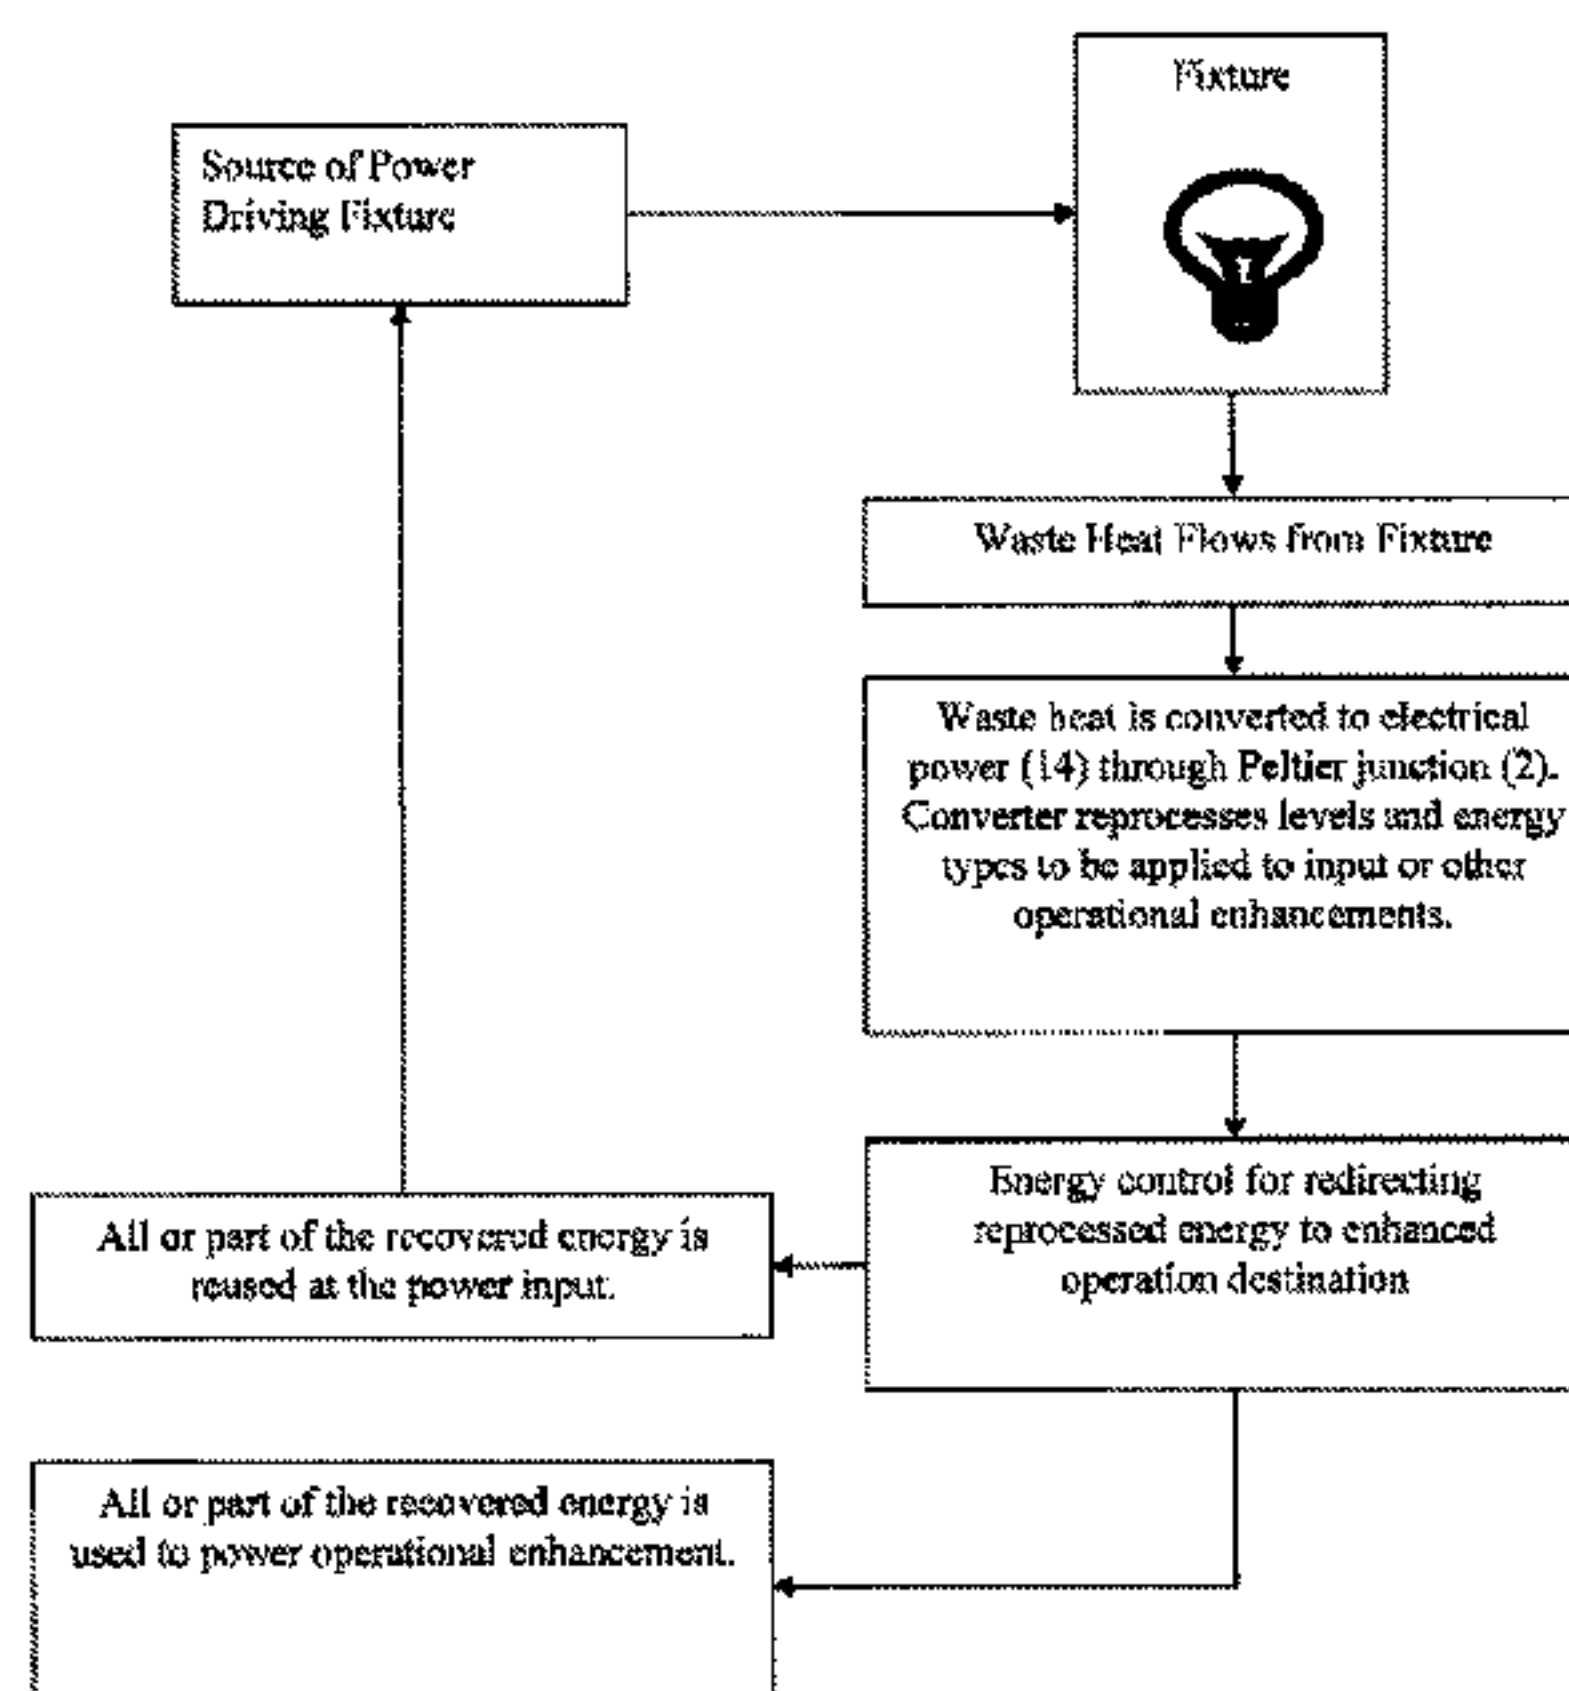 Fixture
Source of Power
Driving Fixture
Waste Heat Flows from Fixture
Waste heat is converted to electrical
power (14) through Peltier junction (2).
Converter reprocesses levels and energy
types to be applied to input or other
operational enhancements.
Energy control for redirecting
reprocessed energy to enhanced
operation destination
All or part of the recovered energy is
reused at the power input.
All or part of the recovered energy is
used to power operational enhancement.